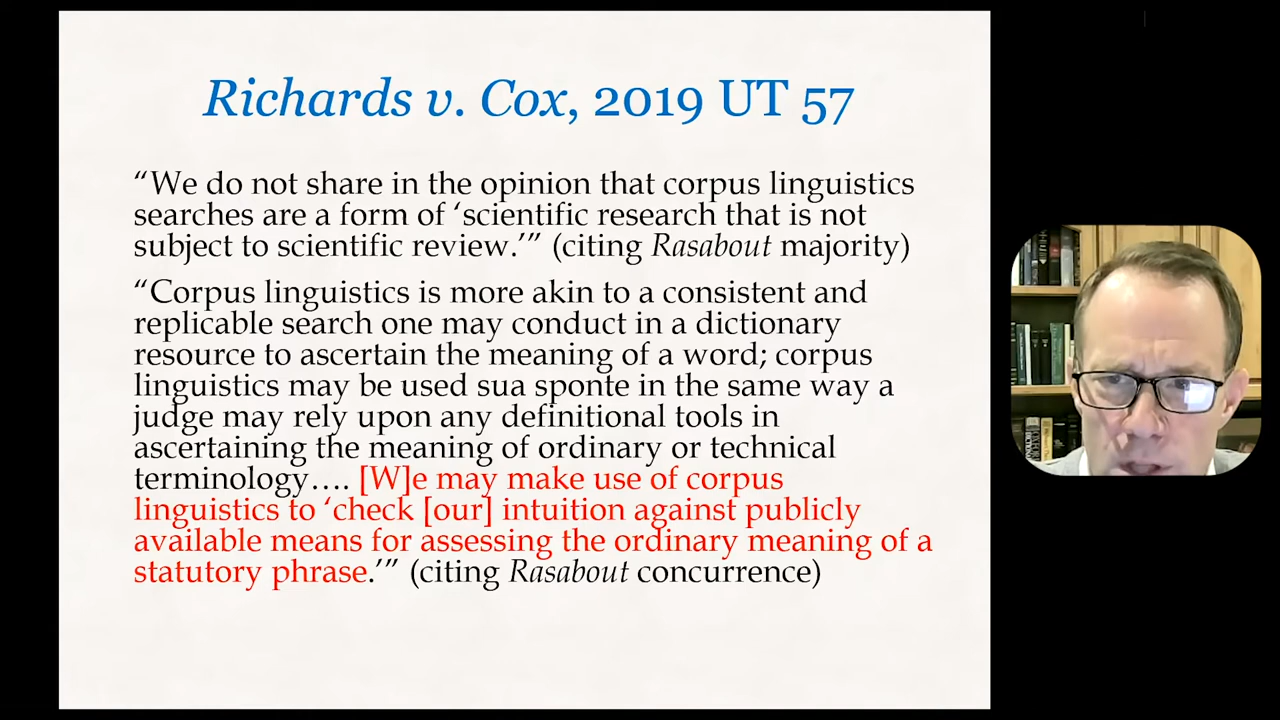 Richards v. Cox, 2019 UT 57
“We do not share in the opinion that corpus linguistics
searches are a form of ‘scientific research that is not
subject to scientific review.’” (citing Rasabout majority)
“Corpus linguistics is more akin to a consistent and
replicable search one may conduct in a dictionary
resource to ascertain the meaning of a word; corpus
linguistics may be used sua sponte in the same way a
judge may rely upon any definitional tools in
ascertaining the meaning of ordinary or technical
terminology…. [W]e may make use of corpus
linguistics to ‘check [our] intuition against publicly
available means for assessing the ordinary meaning of a
statutory phrase.’” (citing Rasabout concurrence)